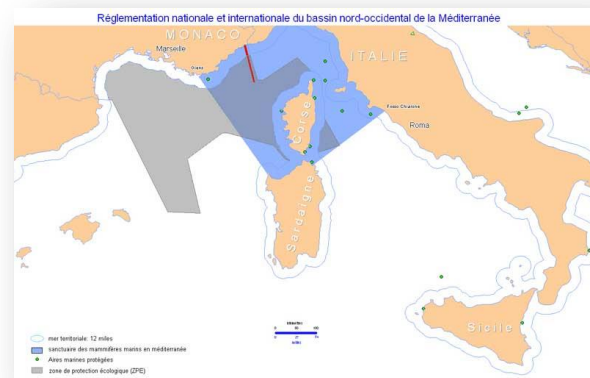 Réglementation nationale et internationale du bassin nord-occidental de la Méditerranée
MONACO
Marseille
ITALIE
Corse
Roma
Sardaigne
Sicile
mer territoriale: 12 miles
sanctuaire des mammifères marins en méditerranée
Aires marines protégées
zone de protection écologique (ZPE)